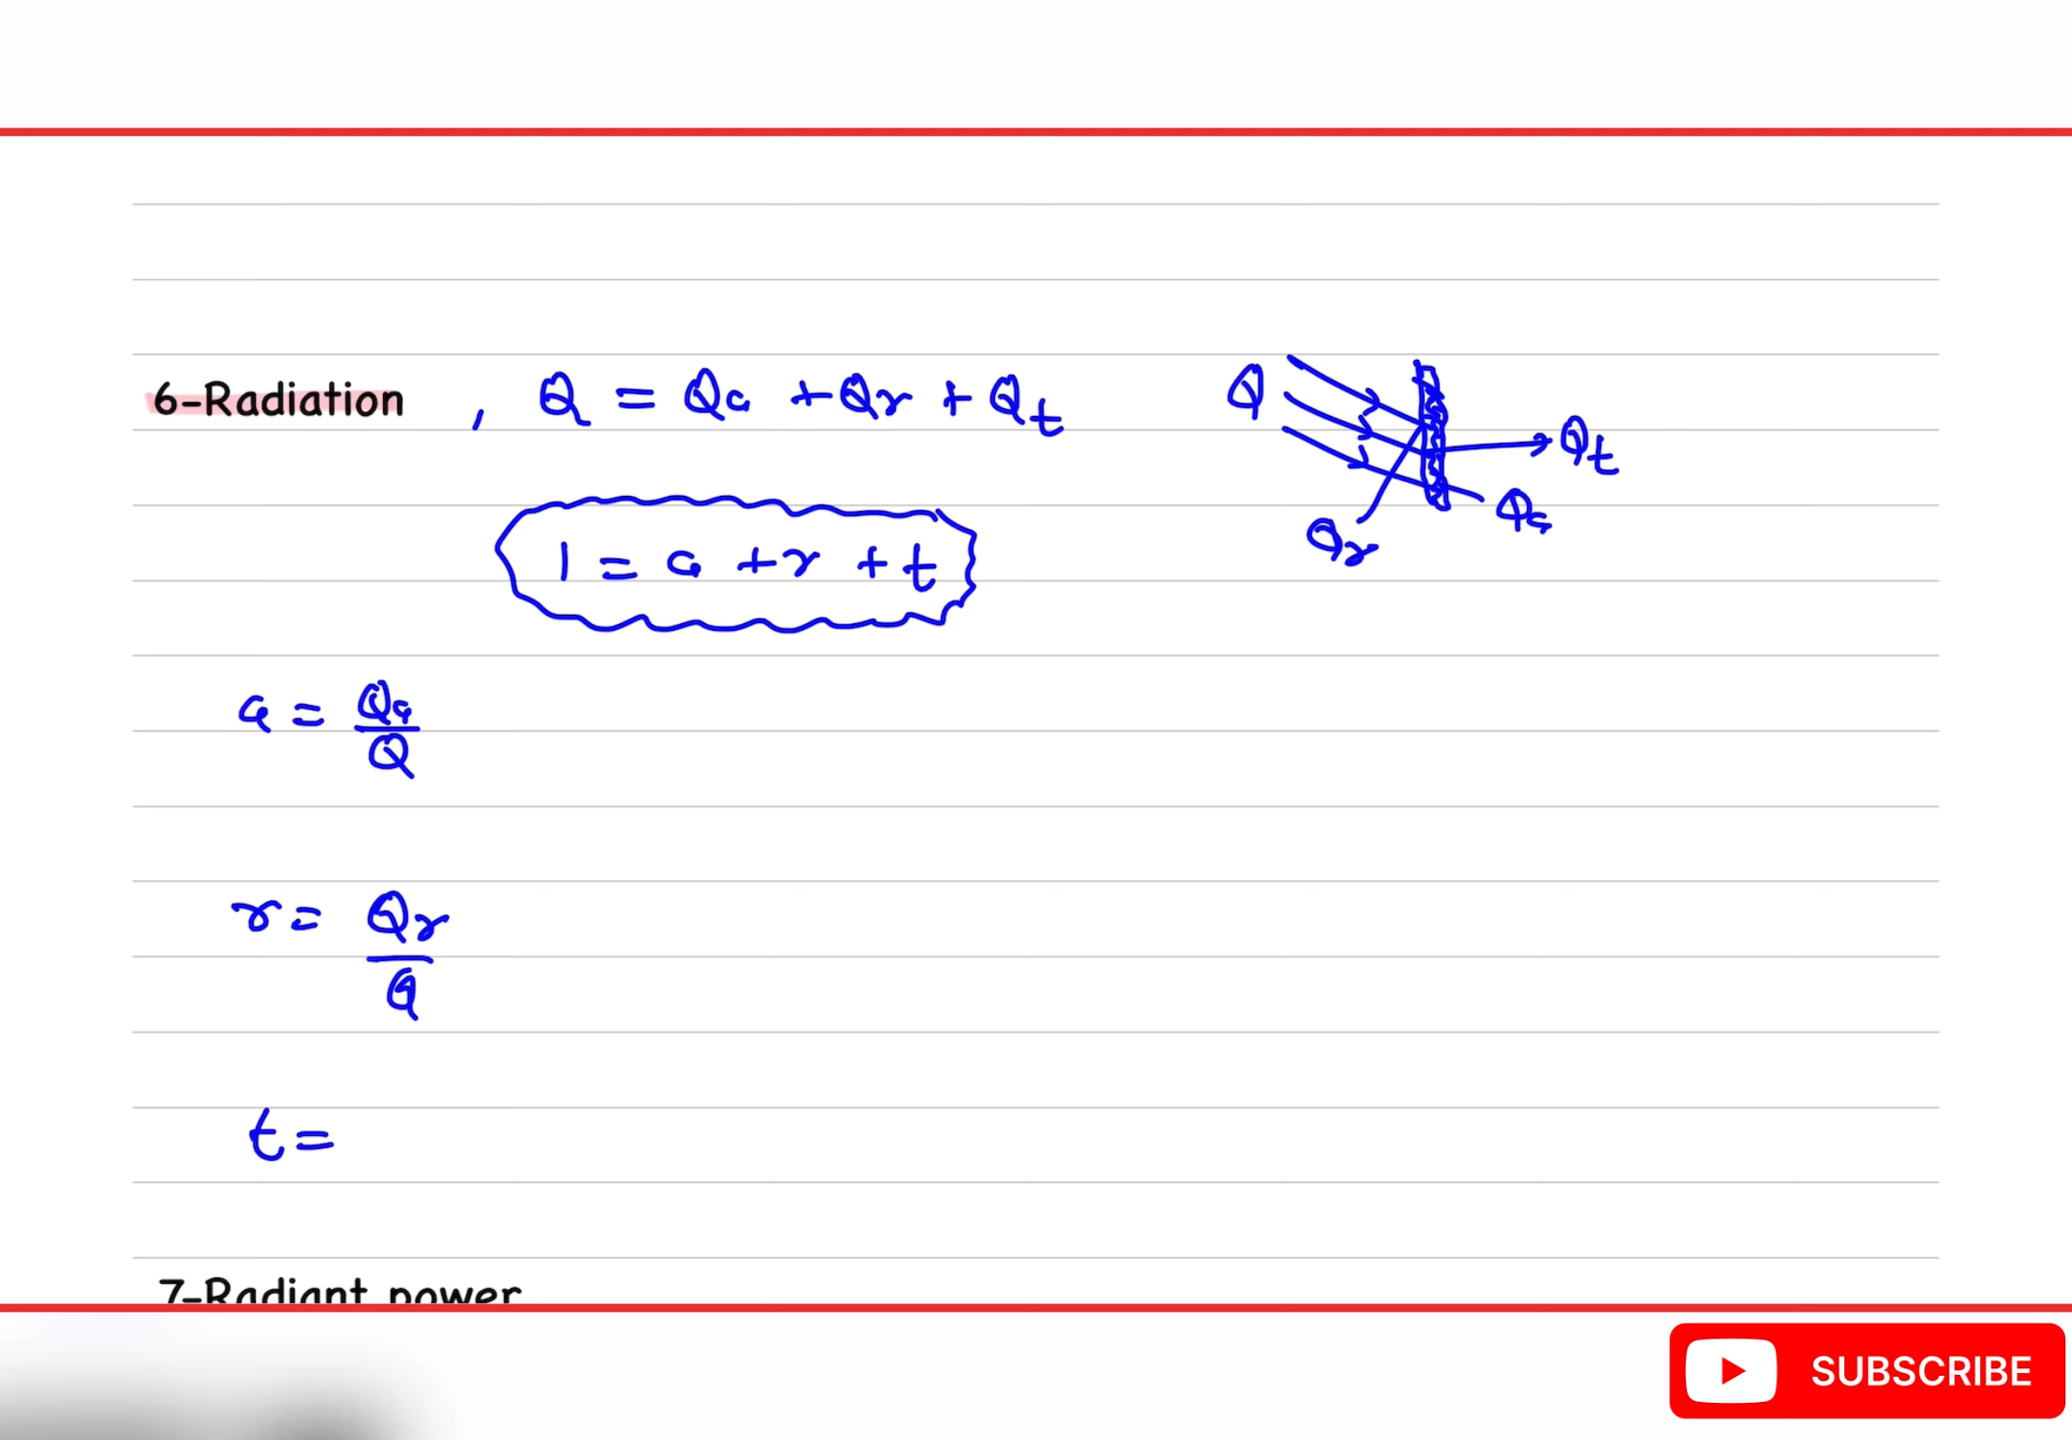 6-Radiation , Q = Qa + Qr + Qt
Q
Qt
Qa
Qr
1 = a + r + t
a = Qa/Q
r = Qr/Q
t =
7-Radiant power
SUBSCRIBE